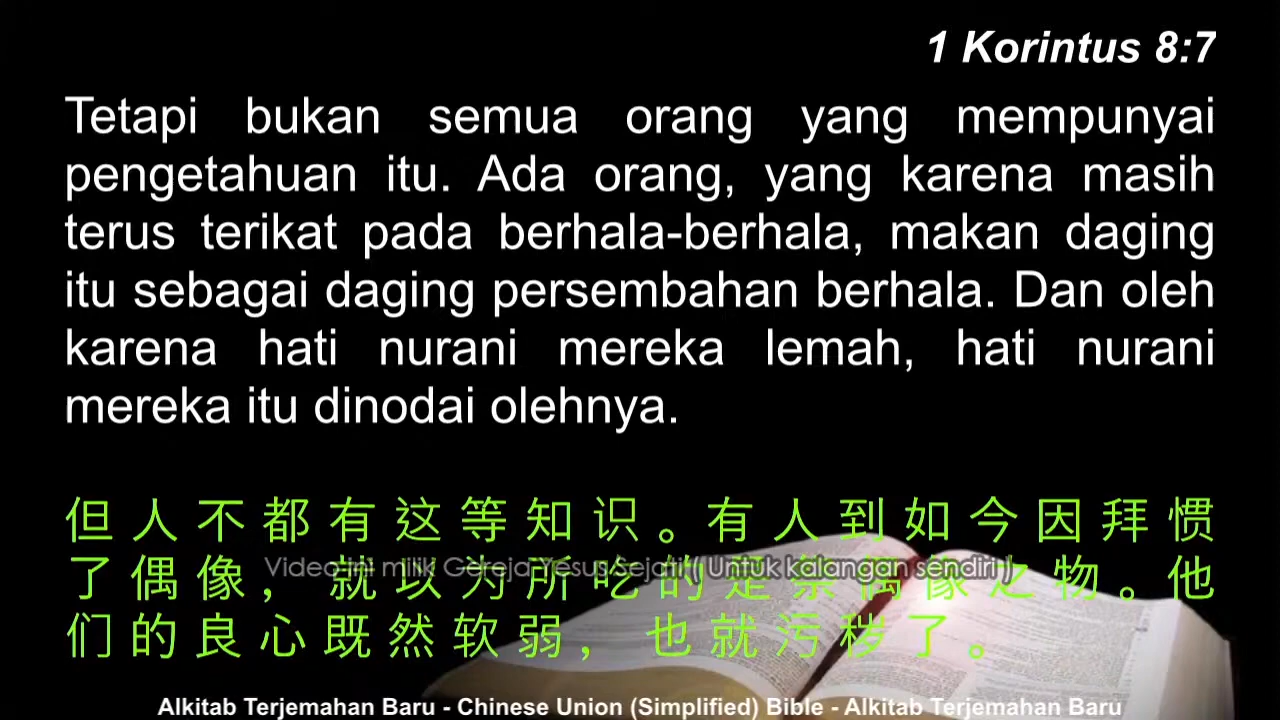 1 Korintus 8:7
Tetapi bukan semua orang yang mempunyai
pengetahuan itu. Ada orang, yang karena masih
terus terikat pada berhala-berhala, makan daging
itu sebagai daging persembahan berhala. Dan oleh
karena hati nurani mereka lemah, hati nurani
mereka itu dinodai olehnya.
但人不都有这等知识。有人到如今因拜惯
Video ini milik Gereja Yesus Sejati ( Untuk kalangan sendiri )
了偶像，就以为所吃的是祭偶像之物。他
们的良心既然软弱，也就污秽了。
Alkitab Terjemahan Baru - Chinese Union (Simplified) Bible - Alkitab Terjemahan Baru